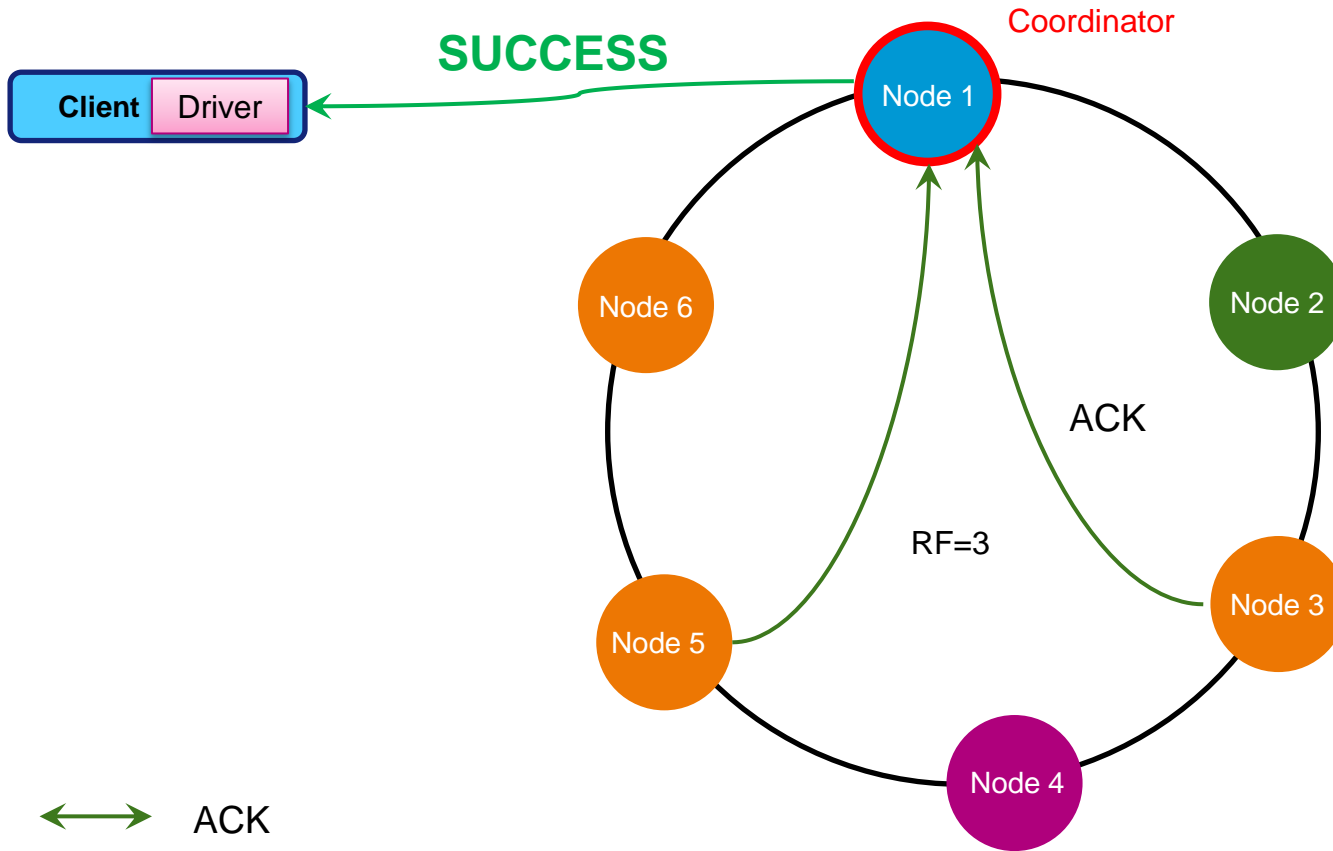 Coordinator
SUCCESS
Client
Driver
Node 1
Node 6
Node 2
ACK
RF=3
Node 3
Node 5
Node 4
ACK